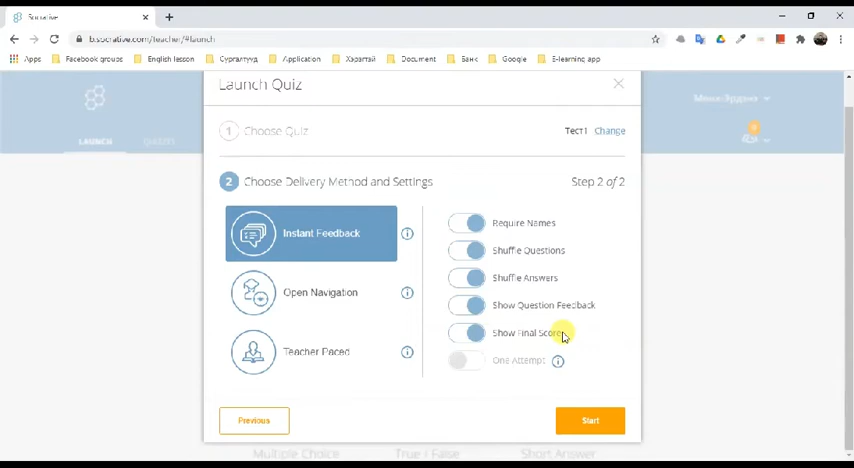 Socrative
b.socrative.com/teacher/#launch
Apps Facebook groups English lesson Сургалтууд Application Хэрэгтэй Document Банк Google E-learning app
Launch Quiz
LAUNCH QUIZZES
1 Choose Quiz Тест1 Change
2 Choose Delivery Method and Settings Step 2 of 2
Instant Feedback
Open Navigation
Teacher Paced
Require Names
Shuffle Questions
Shuffle Answers
Show Question Feedback
Show Final Score
One Attempt
Previous Start
Multiple Choice True / False Short Answer